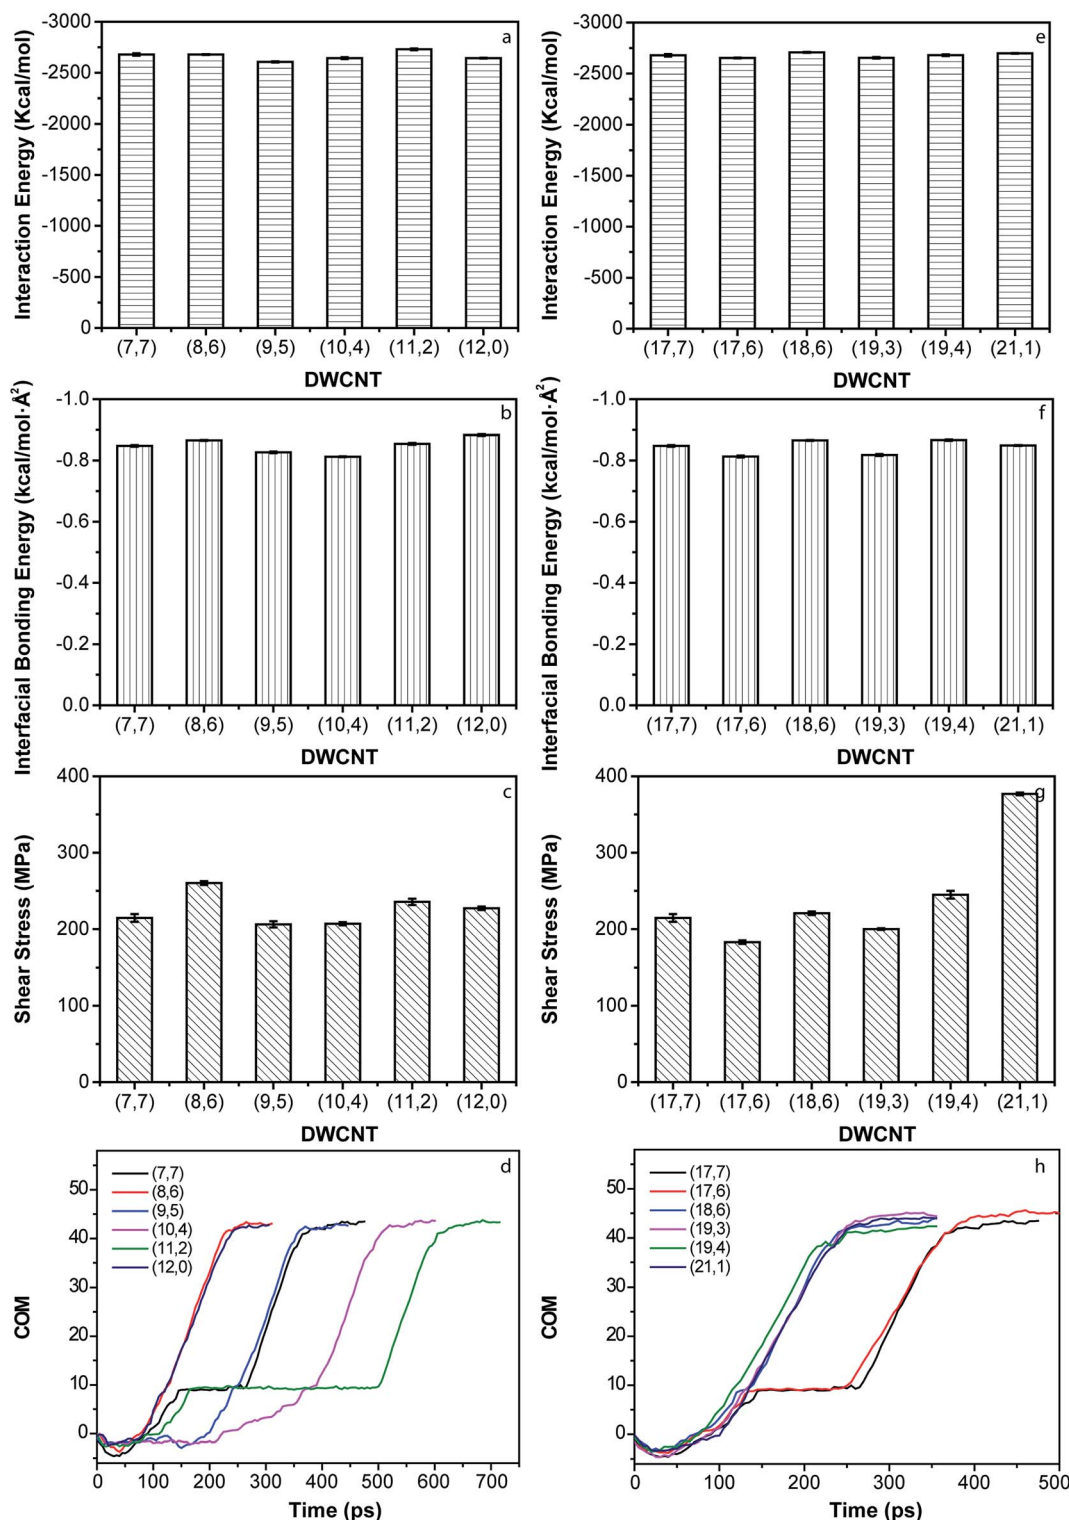 a
Interaction Energy (Kcal/mol)
-3000
-2500
-2000
-1500
-1000
-500
0
(7,7) (8,6) (9,5) (10,4) (11,2) (12,0)
DWCNT
e
Interaction Energy (Kcal/mol)
-3000
-2500
-2000
-1500
-1000
-500
0
(17,7) (17,6) (18,6) (19,3) (19,4) (21,1)
DWCNT
b
Interfacial Bonding Energy (kcal/mol·Å²)
-1.0
-0.8
-0.6
-0.4
-0.2
0.0
(7,7) (8,6) (9,5) (10,4) (11,2) (12,0)
DWCNT
f
Interfacial Bonding Energy (kcal/mol·Å²)
-1.0
-0.8
-0.6
-0.4
-0.2
0.0
(17,7) (17,6) (18,6) (19,3) (19,4) (21,1)
DWCNT
c
Shear Stress (MPa)
400
300
200
100
0
(7,7) (8,6) (9,5) (10,4) (11,2) (12,0)
DWCNT
g
Shear Stress (MPa)
400
300
200
100
0
(17,7) (17,6) (18,6) (19,3) (19,4) (21,1)
DWCNT
d
COM
50
40
30
20
10
0
(7,7)
(8,6)
(9,5)
(10,4)
(11,2)
(12,0)
0 100 200 300 400 500 600 700
Time (ps)
h
COM
50
40
30
20
10
0
(17,7)
(17,6)
(18,6)
(19,3)
(19,4)
(21,1)
0 100 200 300 400 500
Time (ps)